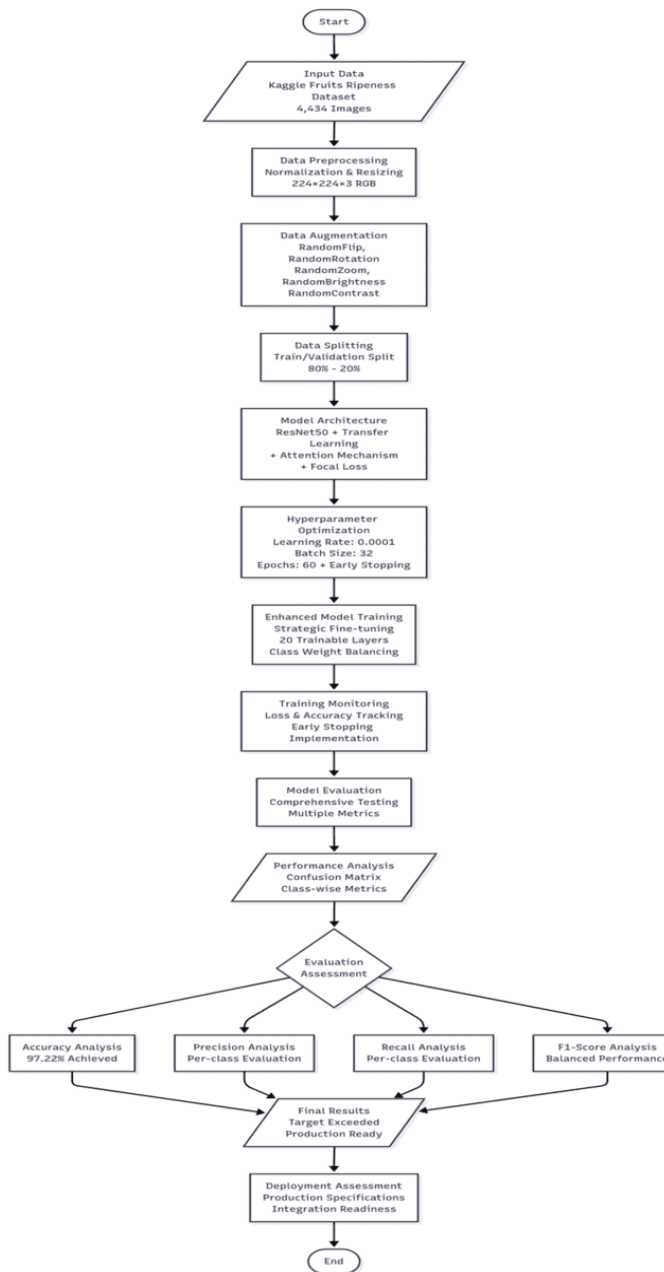 Start
Input Data
Kaggle Fruits Ripeness
Dataset
4,434 Images
Data Preprocessing
Normalization & Resizing
224×224×3 RGB
Data Augmentation
RandomFlip,
RandomRotation
RandomZoom,
RandomBrightness
RandomContrast
Data Splitting
Train/Validation Split
80% - 20%
Model Architecture
ResNet50 + Transfer
Learning
+ Attention Mechanism
+ Focal Loss
Hyperparameter
Optimization
Learning Rate: 0.0001
Batch Size: 32
Epochs: 60 + Early Stopping
Enhanced Model Training
Strategic Fine-tuning
20 Trainable Layers
Class Weight Balancing
Training Monitoring
Loss & Accuracy Tracking
Early Stopping
Implementation
Model Evaluation
Comprehensive Testing
Multiple Metrics
Performance Analysis
Confusion Matrix
Class-wise Metrics
Evaluation
Assessment
Accuracy Analysis
97.22% Achieved
Precision Analysis
Per-class Evaluation
Recall Analysis
Per-class Evaluation
F1-Score Analysis
Balanced Performance
Final Results
Target Exceeded
Production Ready
Deployment Assessment
Production Specifications
Integration Readiness
End